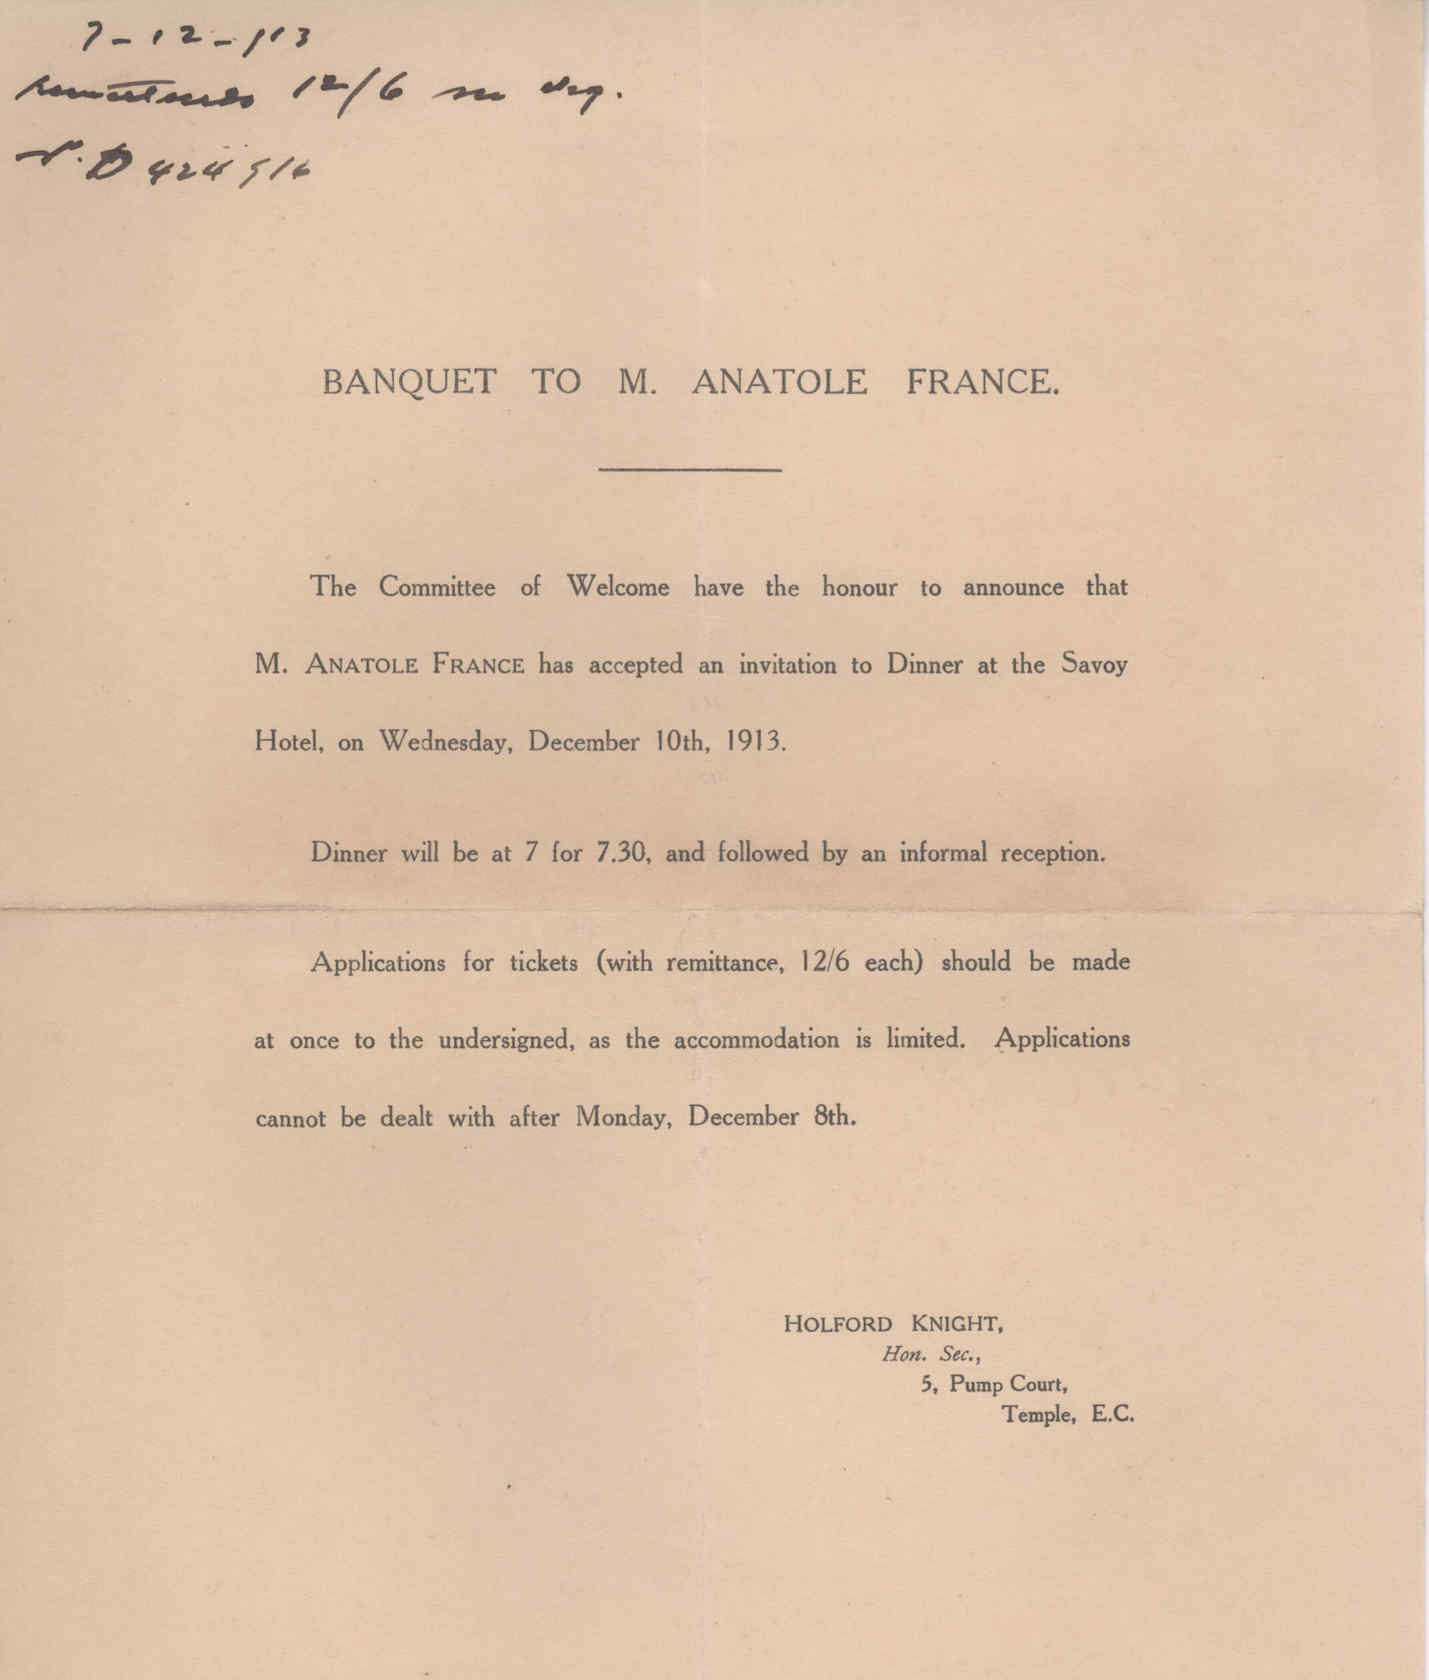 7-12-1913
12/6
BANQUET TO M. ANATOLE FRANCE.
The Committee of Welcome have the honour to announce that
M. ANATOLE FRANCE has accepted an invitation to Dinner at the Savoy
Hotel, on Wednesday, December 10th, 1913.
Dinner will be at 7 for 7.30, and followed by an informal reception.
Applications for tickets (with remittance, 12/6 each) should be made
at once to the undersigned, as the accommodation is limited. Applications
cannot be dealt with after Monday, December 8th.
HOLFORD KNIGHT,
Hon. Sec.,
5, Pump Court,
Temple, E.C.